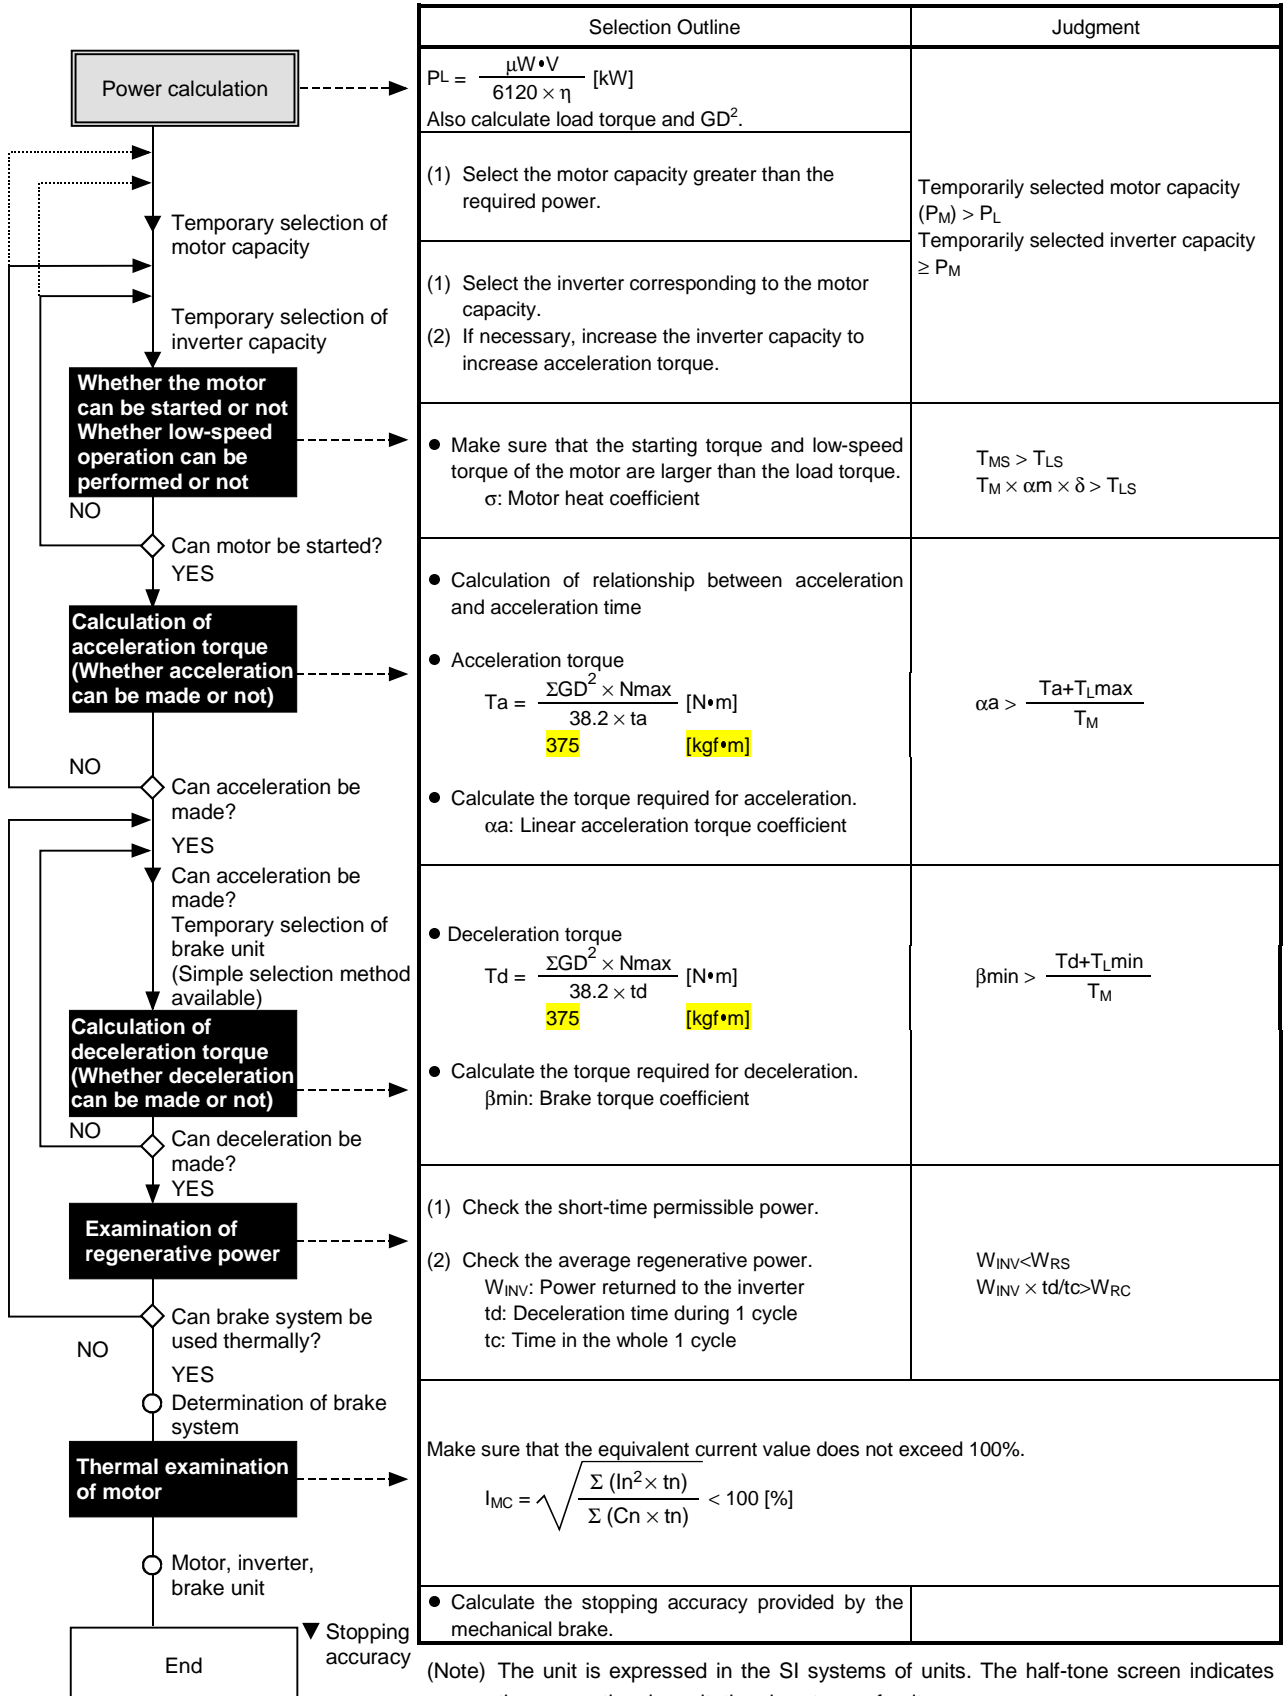 Selection Outline
Judgment
Power calculation
PL = μW•V / 6120 × η [kW]
Also calculate load torque and GD².
Temporary selection of
motor capacity
(1) Select the motor capacity greater than the
required power.
Temporarily selected motor capacity
(PM) > PL
Temporarily selected inverter capacity
≥ PM
Temporary selection of
inverter capacity
(1) Select the inverter corresponding to the motor
capacity.
(2) If necessary, increase the inverter capacity to
increase acceleration torque.
Whether the motor
can be started or not
Whether low-speed
operation can be
performed or not
● Make sure that the starting torque and low-speed
torque of the motor are larger than the load torque.
σ: Motor heat coefficient
TMS > TLS
TM × αm × δ > TLS
NO
Can motor be started?
YES
Calculation of
acceleration torque
(Whether acceleration
can be made or not)
● Calculation of relationship between acceleration
and acceleration time
● Acceleration torque
Ta = ΣGD² × Nmax / 38.2 × ta [N•m]
375 [kgf•m]
● Calculate the torque required for acceleration.
αa: Linear acceleration torque coefficient
αa > Ta+TLmax / TM
NO
Can acceleration be
made?
YES
Can acceleration be
made?
Temporary selection of
brake unit
(Simple selection method
available)
Calculation of
deceleration torque
(Whether deceleration
can be made or not)
● Deceleration torque
Td = ΣGD² × Nmax / 38.2 × td [N•m]
375 [kgf•m]
● Calculate the torque required for deceleration.
βmin: Brake torque coefficient
βmin > Td+TLmin / TM
NO
Can deceleration be
made?
YES
Examination of
regenerative power
(1) Check the short-time permissible power.
(2) Check the average regenerative power.
WINV: Power returned to the inverter
td: Deceleration time during 1 cycle
tc: Time in the whole 1 cycle
WINV<WRS
WINV × td/tc>WRC
Can brake system be
used thermally?
NO
YES
Determination of brake
system
Thermal examination
of motor
Make sure that the equivalent current value does not exceed 100%.
IMC = √ Σ (In² × tn) / Σ (Cn × tn) < 100 [%]
Motor, inverter,
brake unit
● Calculate the stopping accuracy provided by the
mechanical brake.
▼ Stopping
accuracy
End
(Note) The unit is expressed in the SI systems of units. The half-tone screen indicates